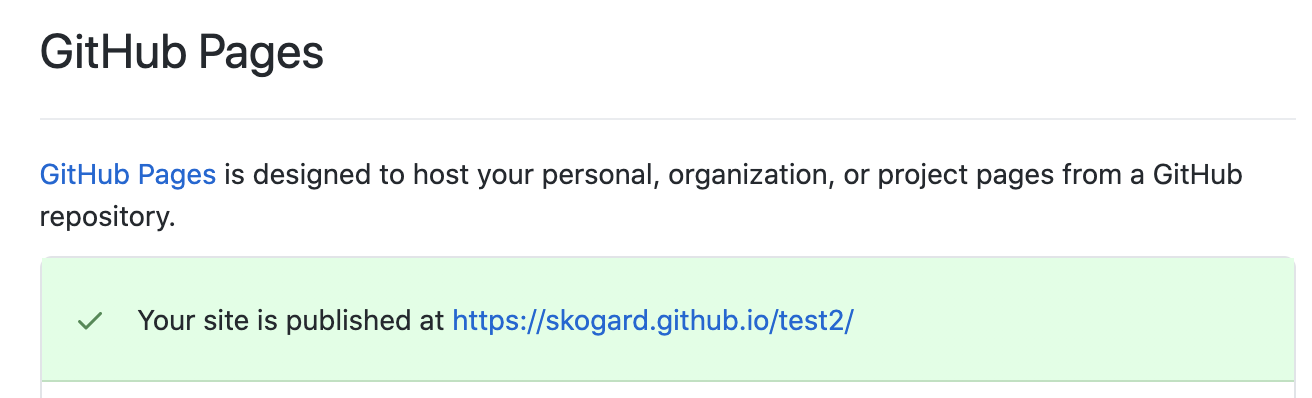 GitHub Pages
GitHub Pages is designed to host your personal, organization, or project pages from a GitHub
repository.
Your site is published at https://skogard.github.io/test2/